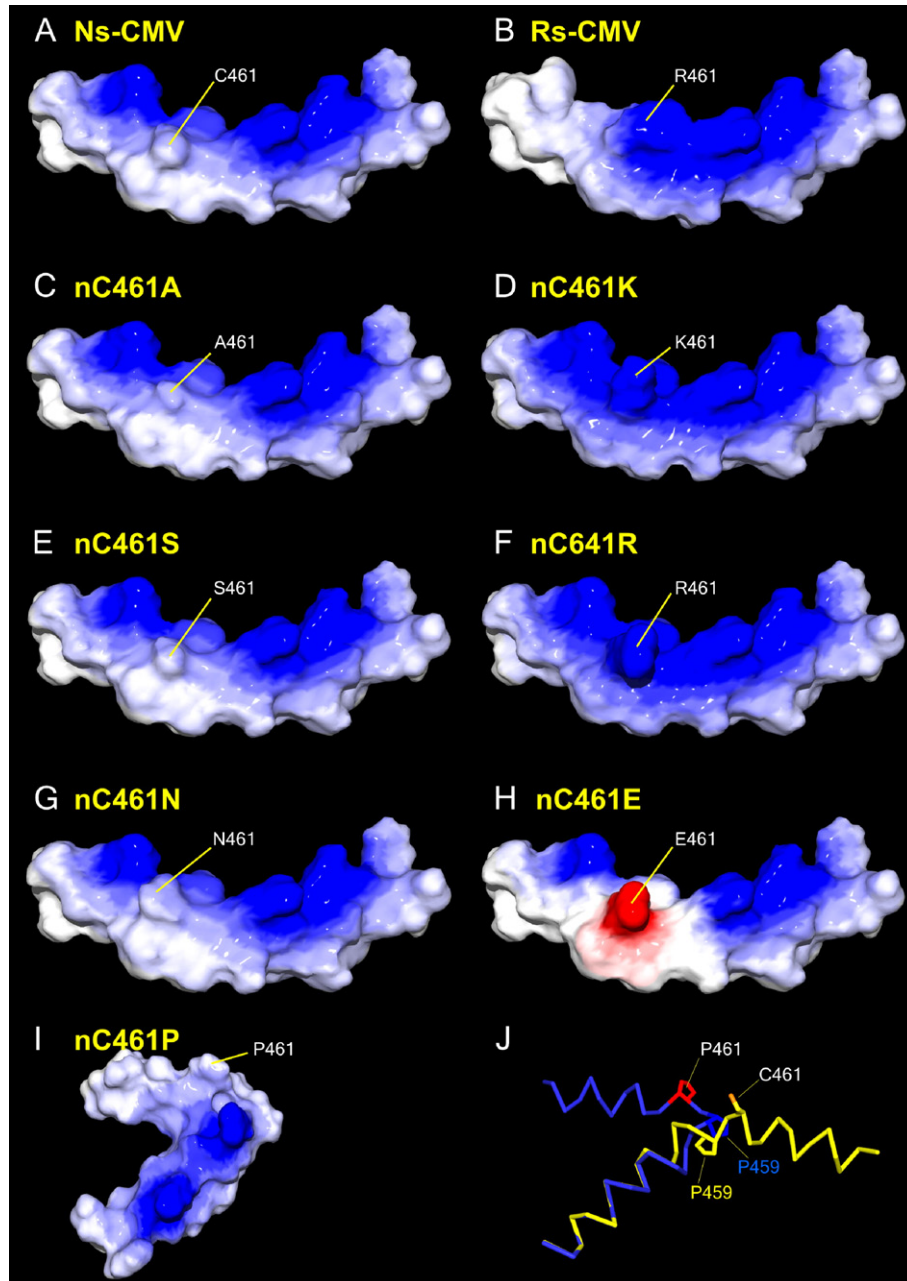 A Ns-CMV
C461
B Rs-CMV
R461
C nC461A
A461
D nC461K
K461
E nC461S
S461
F nC641R
R461
G nC461N
N461
H nC461E
E461
I nC461P
P461
J
P461
C461
P459
P459